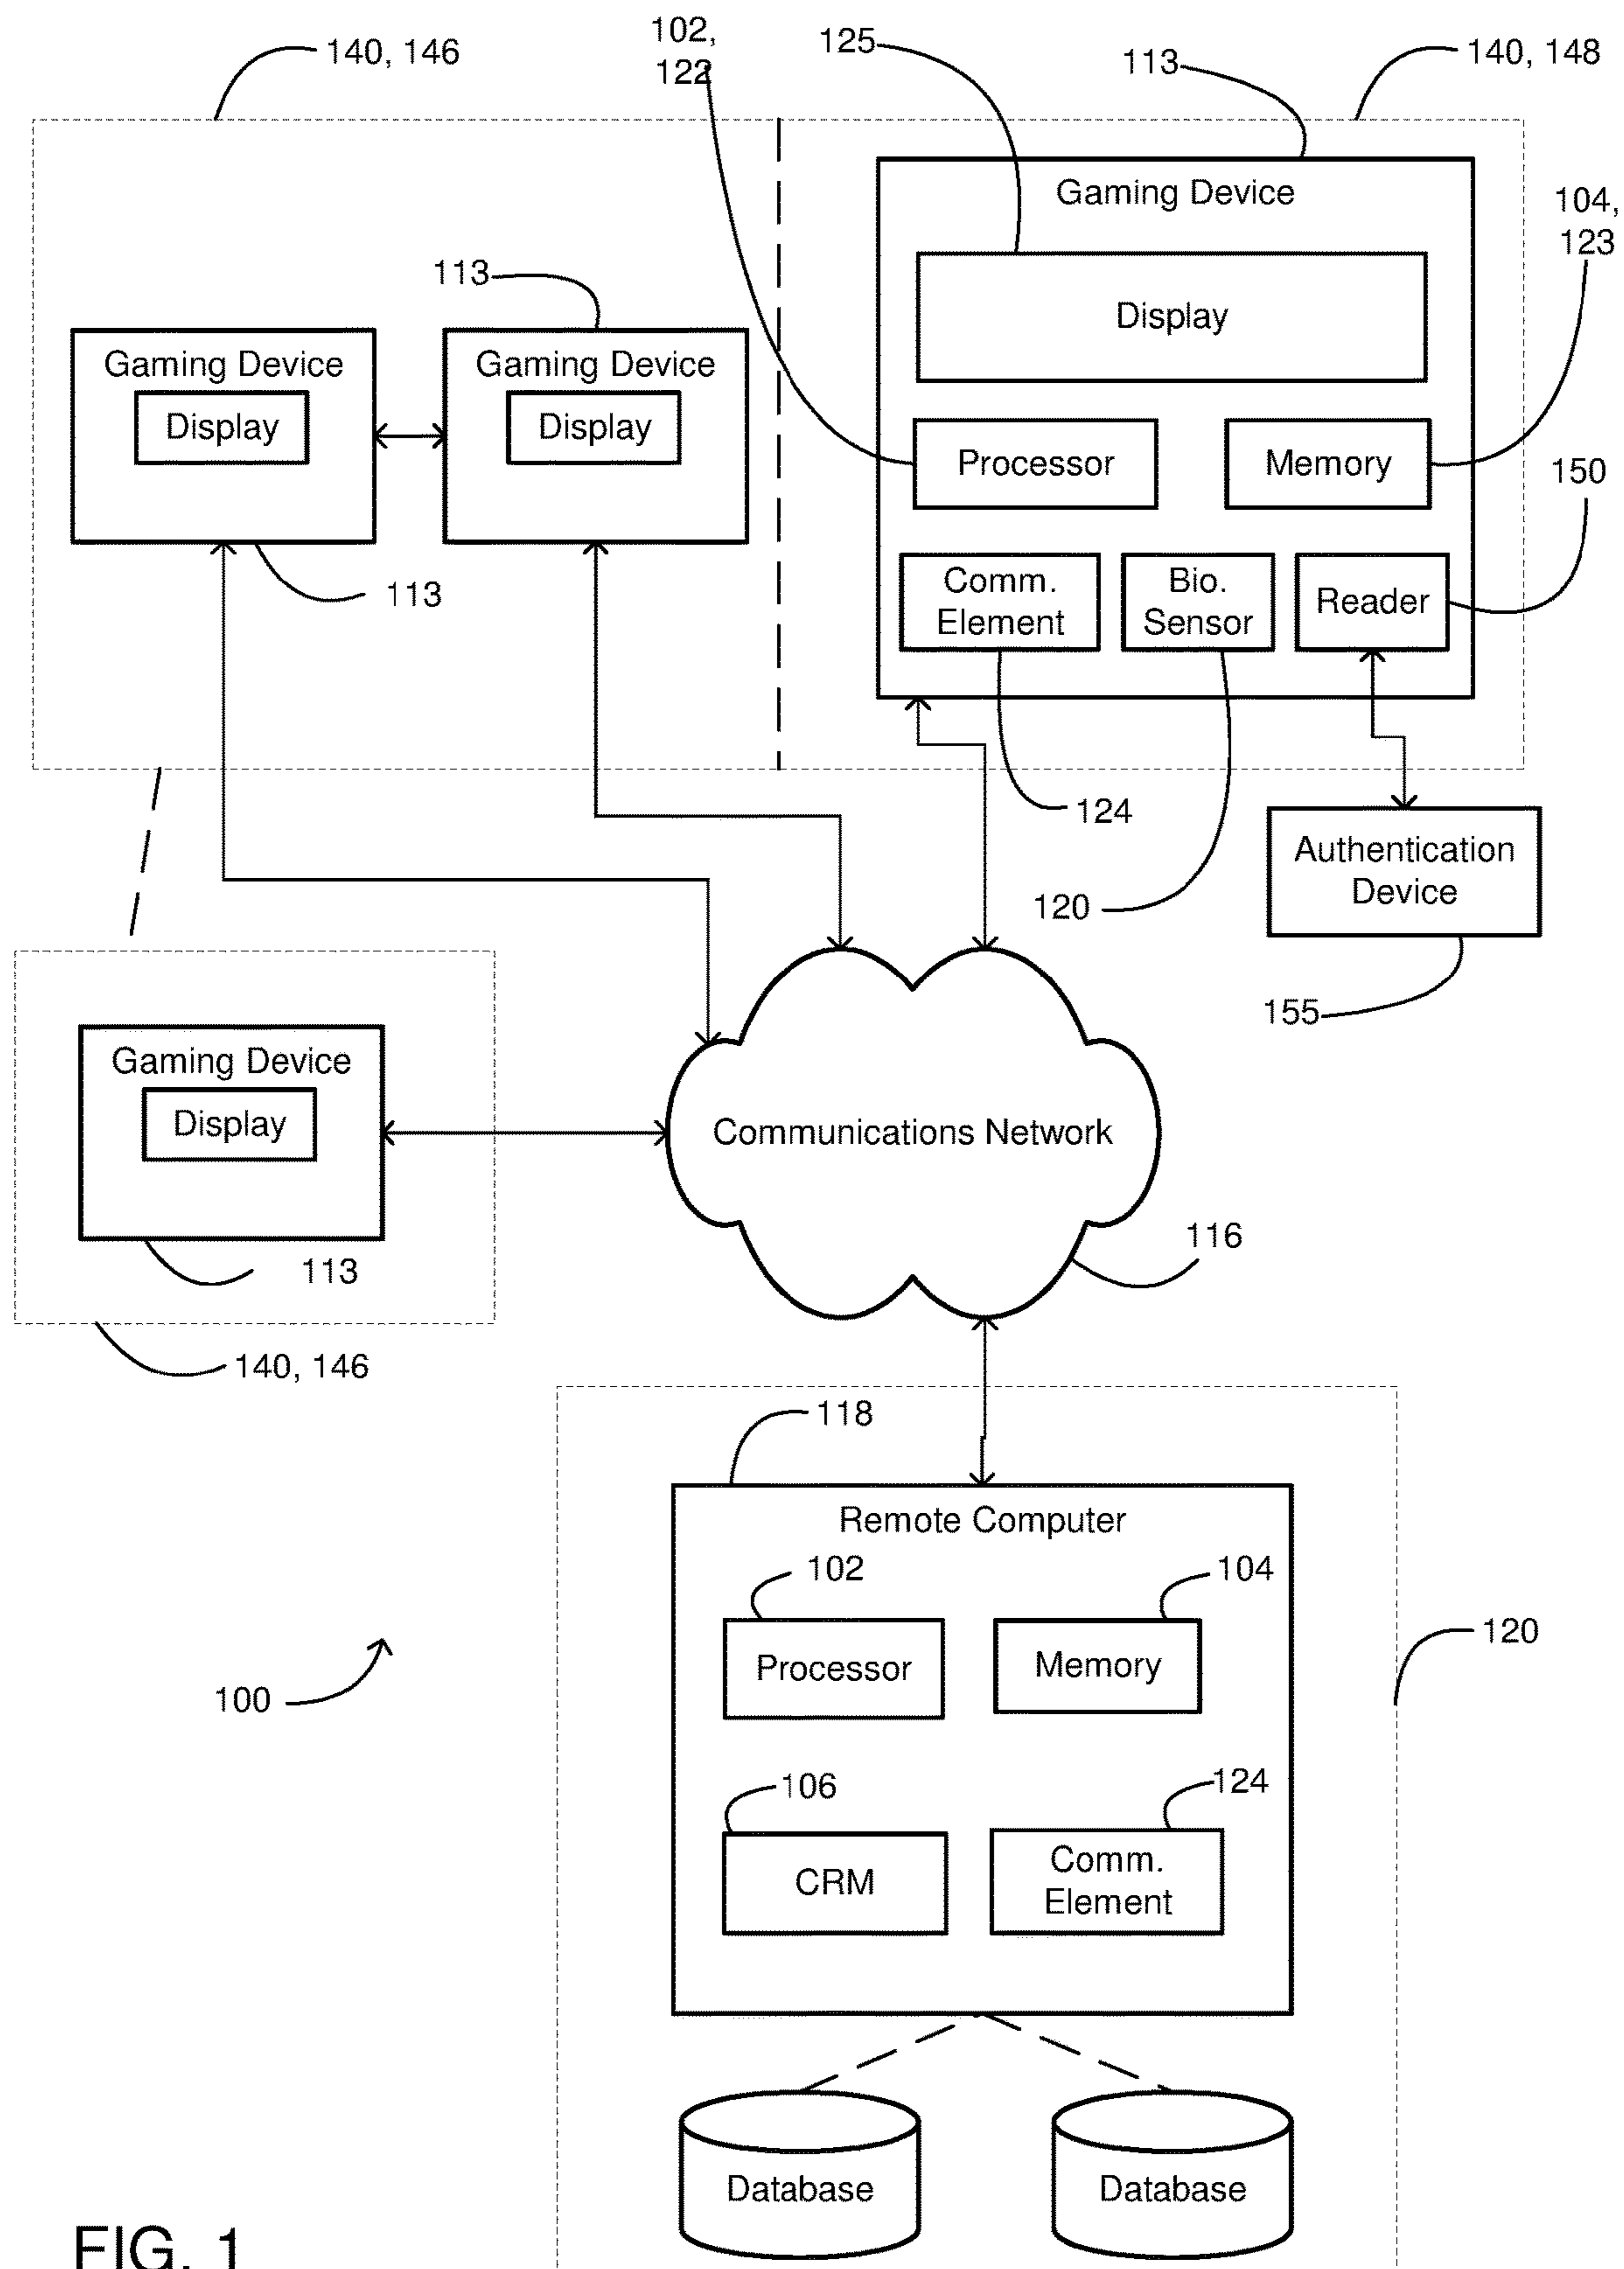 140, 146
102,
122
125
113
140, 148
Gaming Device
104,
123
Display
113
Gaming Device
Display
Gaming Device
Display
Processor
Memory
150
113
Comm.
Element
Bio.
Sensor
Reader
124
120
Authentication
Device
155
Gaming Device
Display
Communications Network
113
116
140, 146
118
Remote Computer
102
104
Processor
Memory
120
100
106
124
CRM
Comm.
Element
Database
Database
FIG. 1